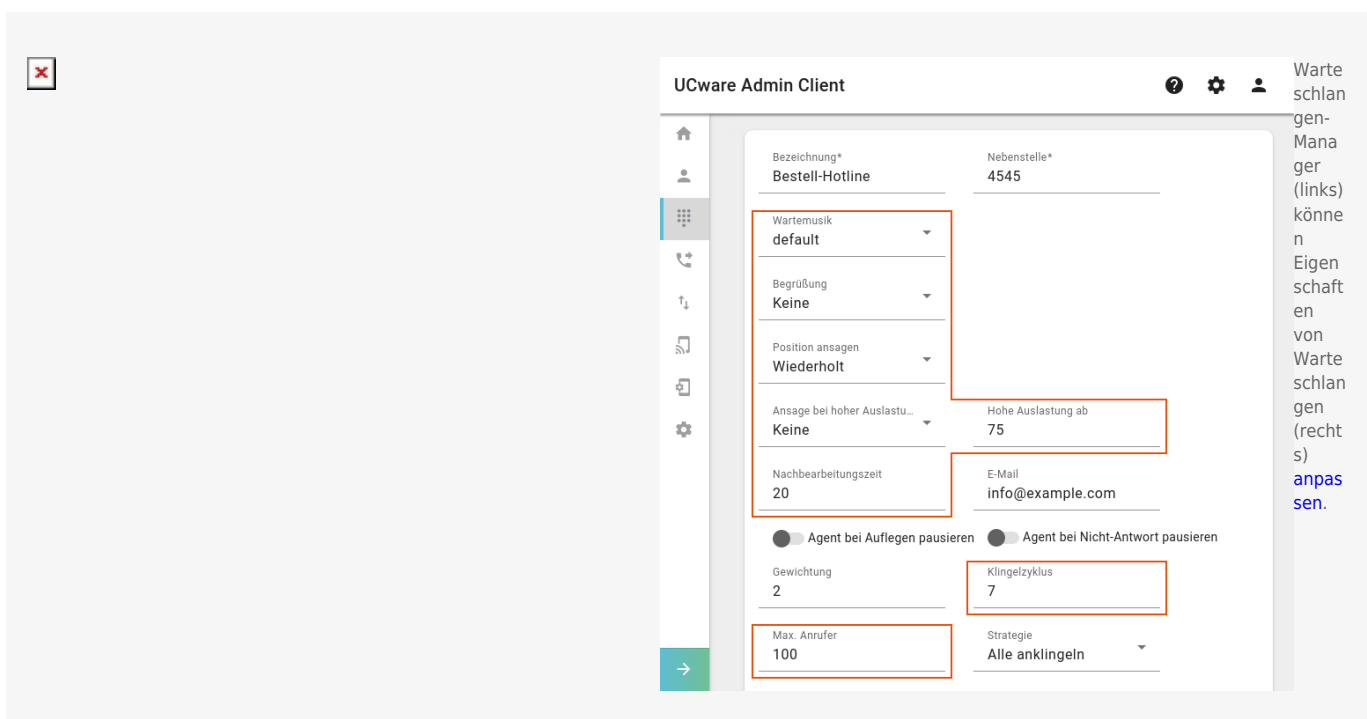 UCware Admin Client
Bezeichnung*
Nebenstelle*
Bestell-Hotline
4545
Wartemusik
default
Begrüßung
Keine
Position ansagen
Wiederholt
Ansage bei hoher Auslastu...
Hohe Auslastung ab
Keine
75
Nachbearbeitungszeit
E-Mail
20
info@example.com
Agent bei Auflegen pausieren
Agent bei Nicht-Antwort pausieren
Gewichtung
Klingelzyklus
2
7
Max. Anrufer
Strategie
100
Alle anklingeln
Warte
schlan
gen-
Mana
ger
(links)
könne
n
Eigen
schaft
en
von
Warte
schlan
gen
(recht
s)
anpas
sen.